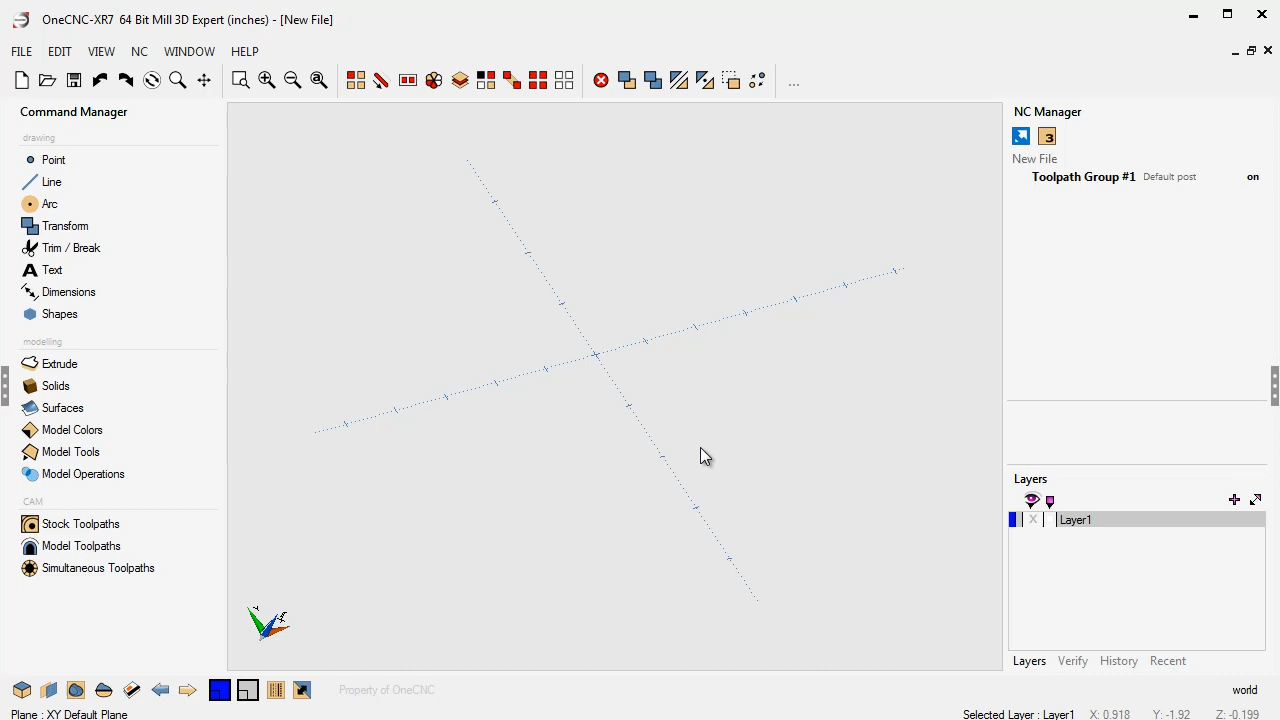 OneCNC-XR7 64 Bit Mill 3D Expert (inches) - [New File]
FILE EDIT VIEW NC WINDOW HELP
...
Command Manager
drawing
Point
Line
Arc
Transform
Trim / Break
Text
Dimensions
Shapes
modelling
Extrude
Solids
Surfaces
Model Colors
Model Tools
Model Operations
CAM
Stock Toolpaths
Model Toolpaths
Simultaneous Toolpaths
NC Manager
3
New File
Toolpath Group #1 Default post on
Layers
X Layer1
Layers Verify History Recent
Property of OneCNC
world
Plane : XY Default Plane
Selected Layer : Layer1 X: 0.918 Y: -1.92 Z: -0.199